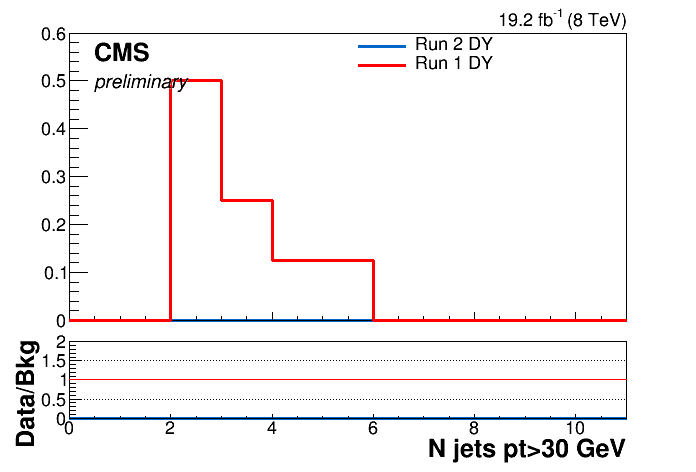 19.2 fb-1 (8 TeV)
CMS
preliminary
Run 2 DY
Run 1 DY
0.6
0.5
0.4
0.3
0.2
0.1
0
Data/Bkg
2
1.5
1
0.5
0
0 2 4 6 8 10
N jets pt>30 GeV